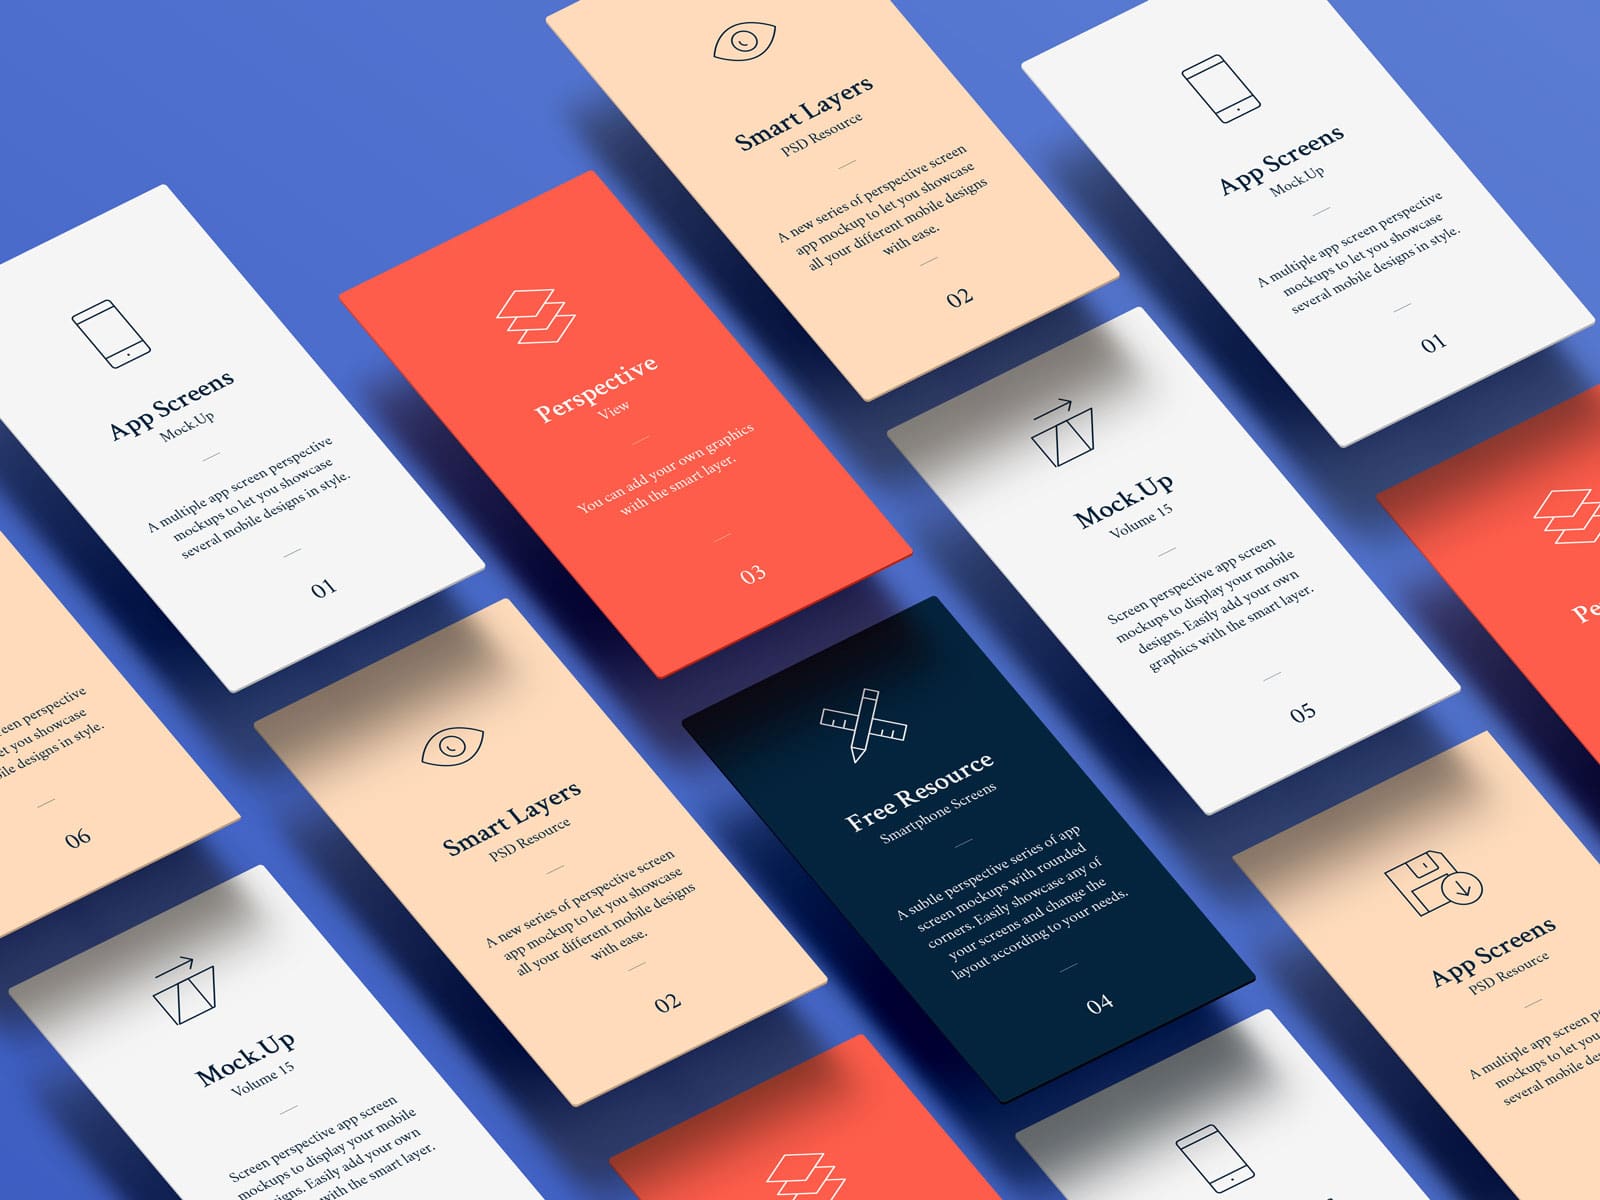 Smart Layers
PSD Resource
A new series of perspective screen
app mockup to let you showcase
all your different mobile designs
with ease.
02
App Screens
Mock.Up
A multiple app screen perspective
mockups to let you showcase
several mobile designs in style.
01
App Screens
Mock.Up
A multiple app screen perspective
mockups to let you showcase
several mobile designs in style.
01
Perspective
View
You can add your own graphics
with the smart layer.
03
Mock.Up
Volume 15
Screen perspective app screen
mockups to display your mobile
designs. Easily add your own
graphics with the smart layer.
05
Pe
een perspective
et you showcase
ile designs in style.
06
Smart Layers
PSD Resource
A new series of perspective screen
app mockup to let you showcase
all your different mobile designs
with ease.
02
Free Resource
Smartphone Screens
A subtle perspective series of app
screen mockups with rounded
corners. Easily showcase any of
your screens and change the
layout according to your needs.
04
App Screens
PSD Resource
A multiple app screen pe
mockups to let you
several mobile de
Mock.Up
Volume 15
Screen perspective app screen
mockups to display your mobile
igns. Easily add your own
with the smart layer.